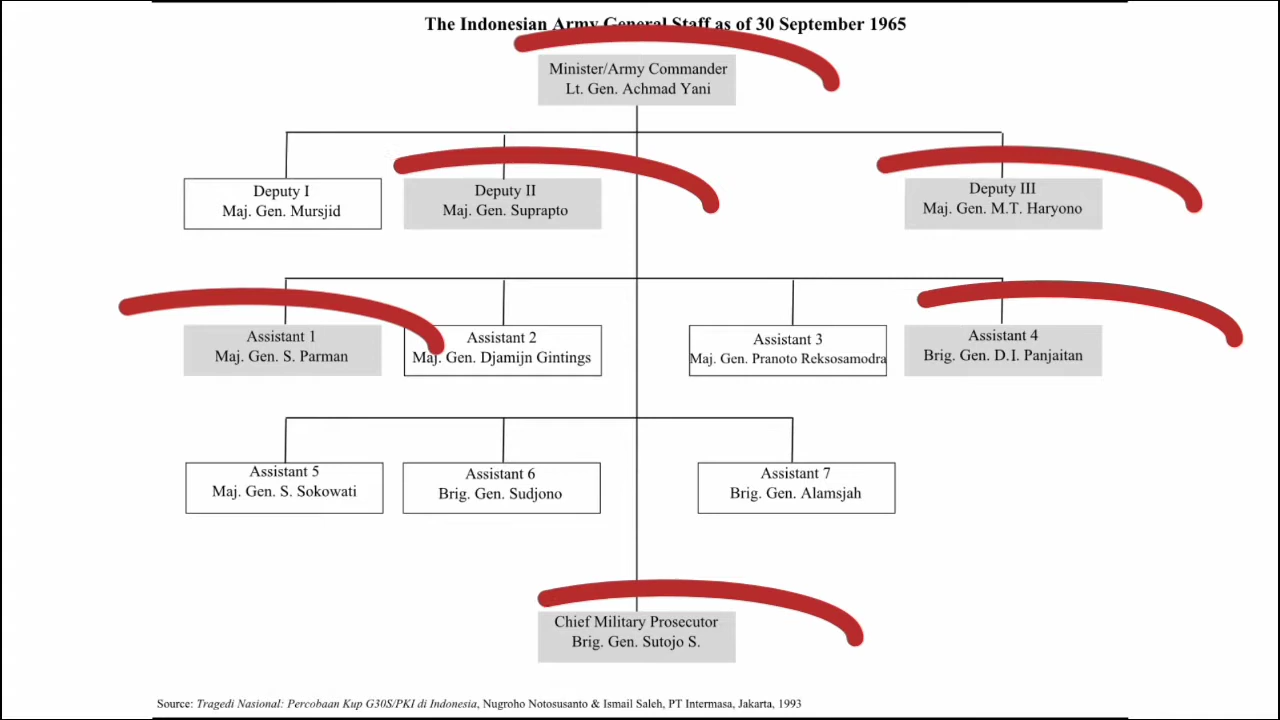 The Indonesian Army General Staff as of 30 September 1965
Minister/Army Commander
Lt. Gen. Achmad Yani
Deputy I
Maj. Gen. Mursjid
Deputy II
Maj. Gen. Suprapto
Deputy III
Maj. Gen. M.T. Haryono
Assistant 1
Maj. Gen. S. Parman
Assistant 2
Maj. Gen. Djamijn Gintings
Assistant 3
Maj. Gen. Pranoto Reksosamodra
Assistant 4
Brig. Gen. D.I. Panjaitan
Assistant 5
Maj. Gen. S. Sokowati
Assistant 6
Brig. Gen. Sudjono
Assistant 7
Brig. Gen. Alamsjah
Chief Military Prosecutor
Brig. Gen. Sutojo S.
Source: Tragedi Nasional: Percobaan Kup G30S/PKI di Indonesia, Nugroho Notosusanto & Ismail Saleh, PT Intermasa, Jakarta, 1993